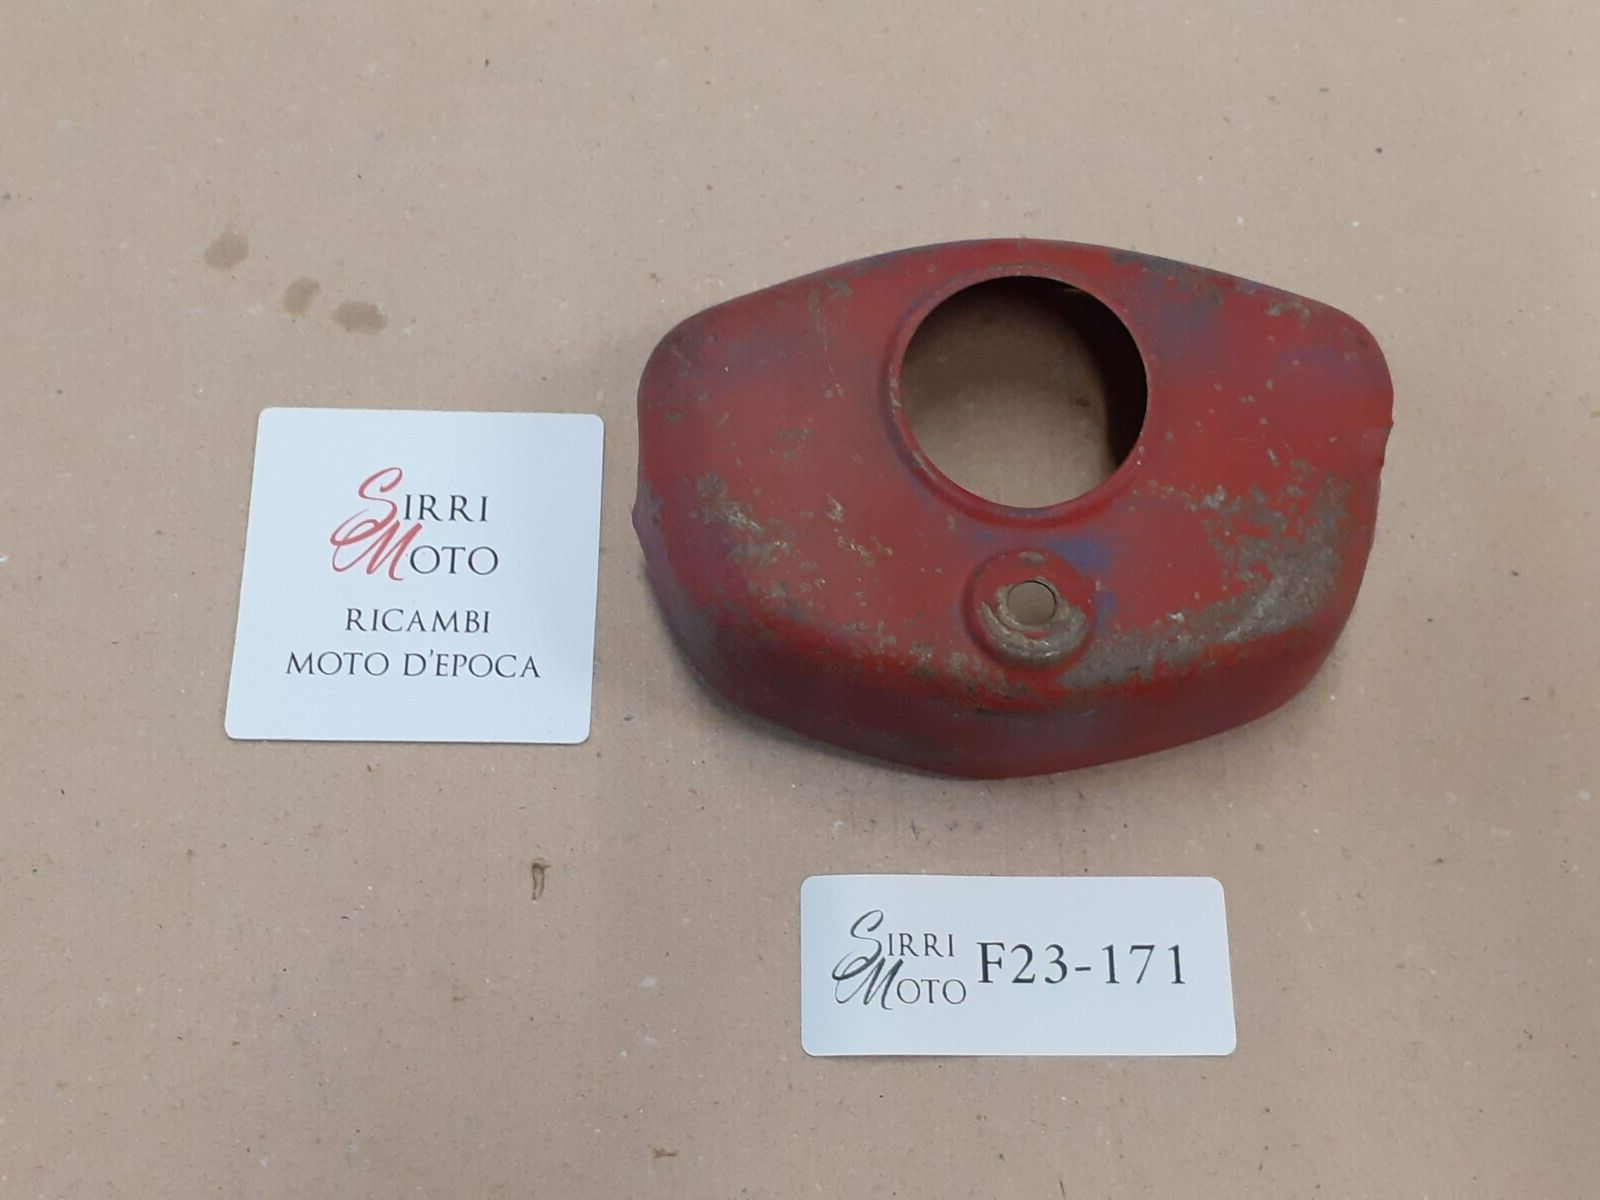 SIRRI
MOTO
RICAMBI
MOTO D'EPOCA
SIRRI
MOTO
F23-171